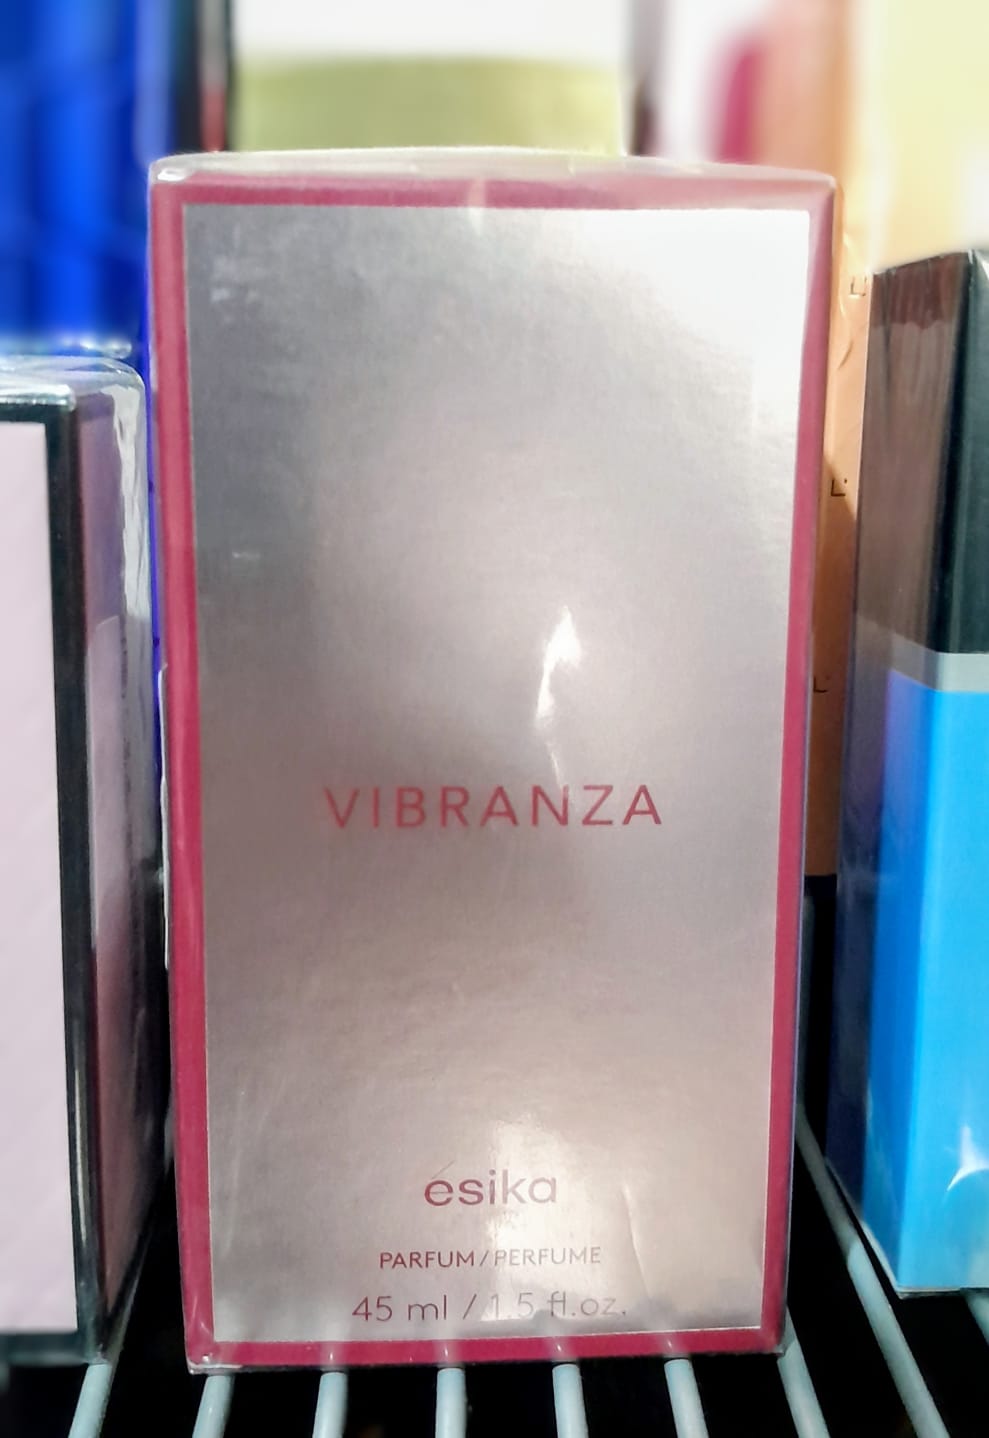 VIBRANZA
ésika
PARFUM/PERFUME
45 ml / 1.5 fl.oz.